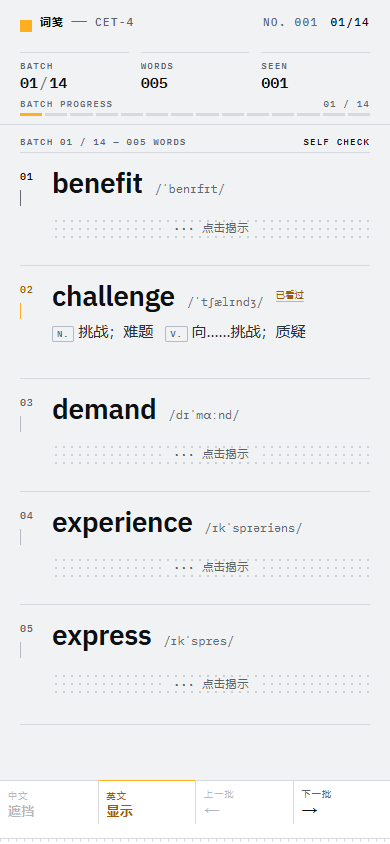 词笺 — CET-4 NO. 001 01/14
BATCH WORDS SEEN
01/14 005 001
BATCH PROGRESS 01 / 14
BATCH 01 / 14 — 005 WORDS SELF CHECK
01 benefit /ˈbenɪfɪt/
··· 点击揭示
02 challenge /ˈtʃælɪndʒ/ 已看过
N. 挑战；难题 V. 向……挑战；质疑
03 demand /dɪˈmɑːnd/
··· 点击揭示
04 experience /ɪkˈspɪəriəns/
··· 点击揭示
05 express /ɪkˈspres/
··· 点击揭示
中文 英文 上一批 下一批
遮挡 显示 ← →